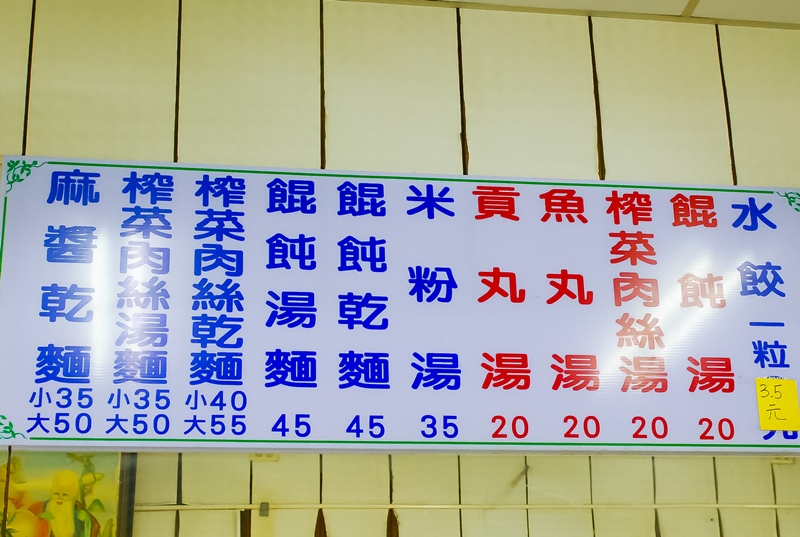 麻醬乾麵
小35
大50
榨菜肉絲湯麵
小35
大50
榨菜肉絲乾麵
小40
大55
餛飩湯麵
45
餛飩乾麵
45
米粉湯
35
貢丸湯
20
魚丸湯
20
榨菜肉絲湯
20
餛飩湯
20
水餃一粒
3.5
元
元